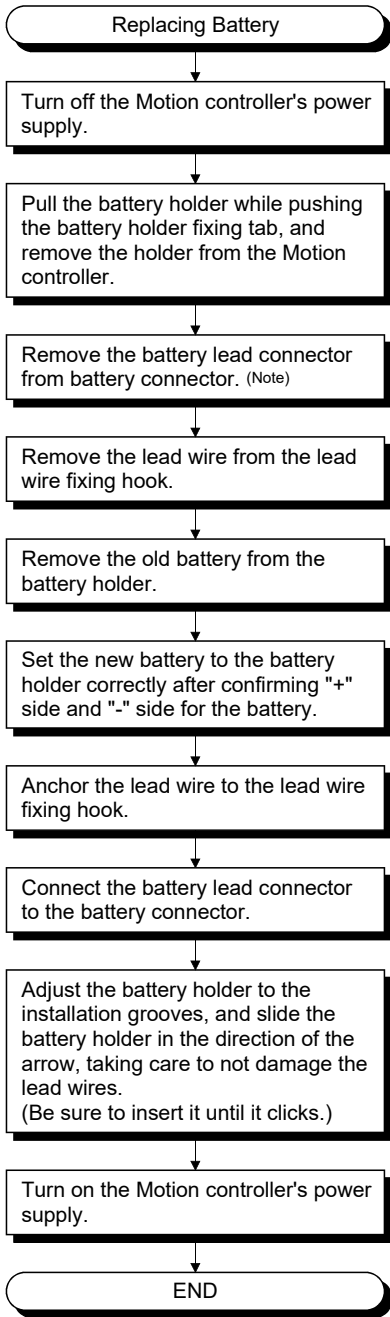 Replacing Battery
Turn off the Motion controller's power
supply.
Pull the battery holder while pushing
the battery holder fixing tab, and
remove the holder from the Motion
controller.
Remove the battery lead connector
from battery connector. (Note)
Remove the lead wire from the lead
wire fixing hook.
Remove the old battery from the
battery holder.
Set the new battery to the battery
holder correctly after confirming "+"
side and "-" side for the battery.
Anchor the lead wire to the lead wire
fixing hook.
Connect the battery lead connector
to the battery connector.
Adjust the battery holder to the
installation grooves, and slide the
battery holder in the direction of the
arrow, taking care to not damage the
lead wires.
(Be sure to insert it until it clicks.)
Turn on the Motion controller's power
supply.
END